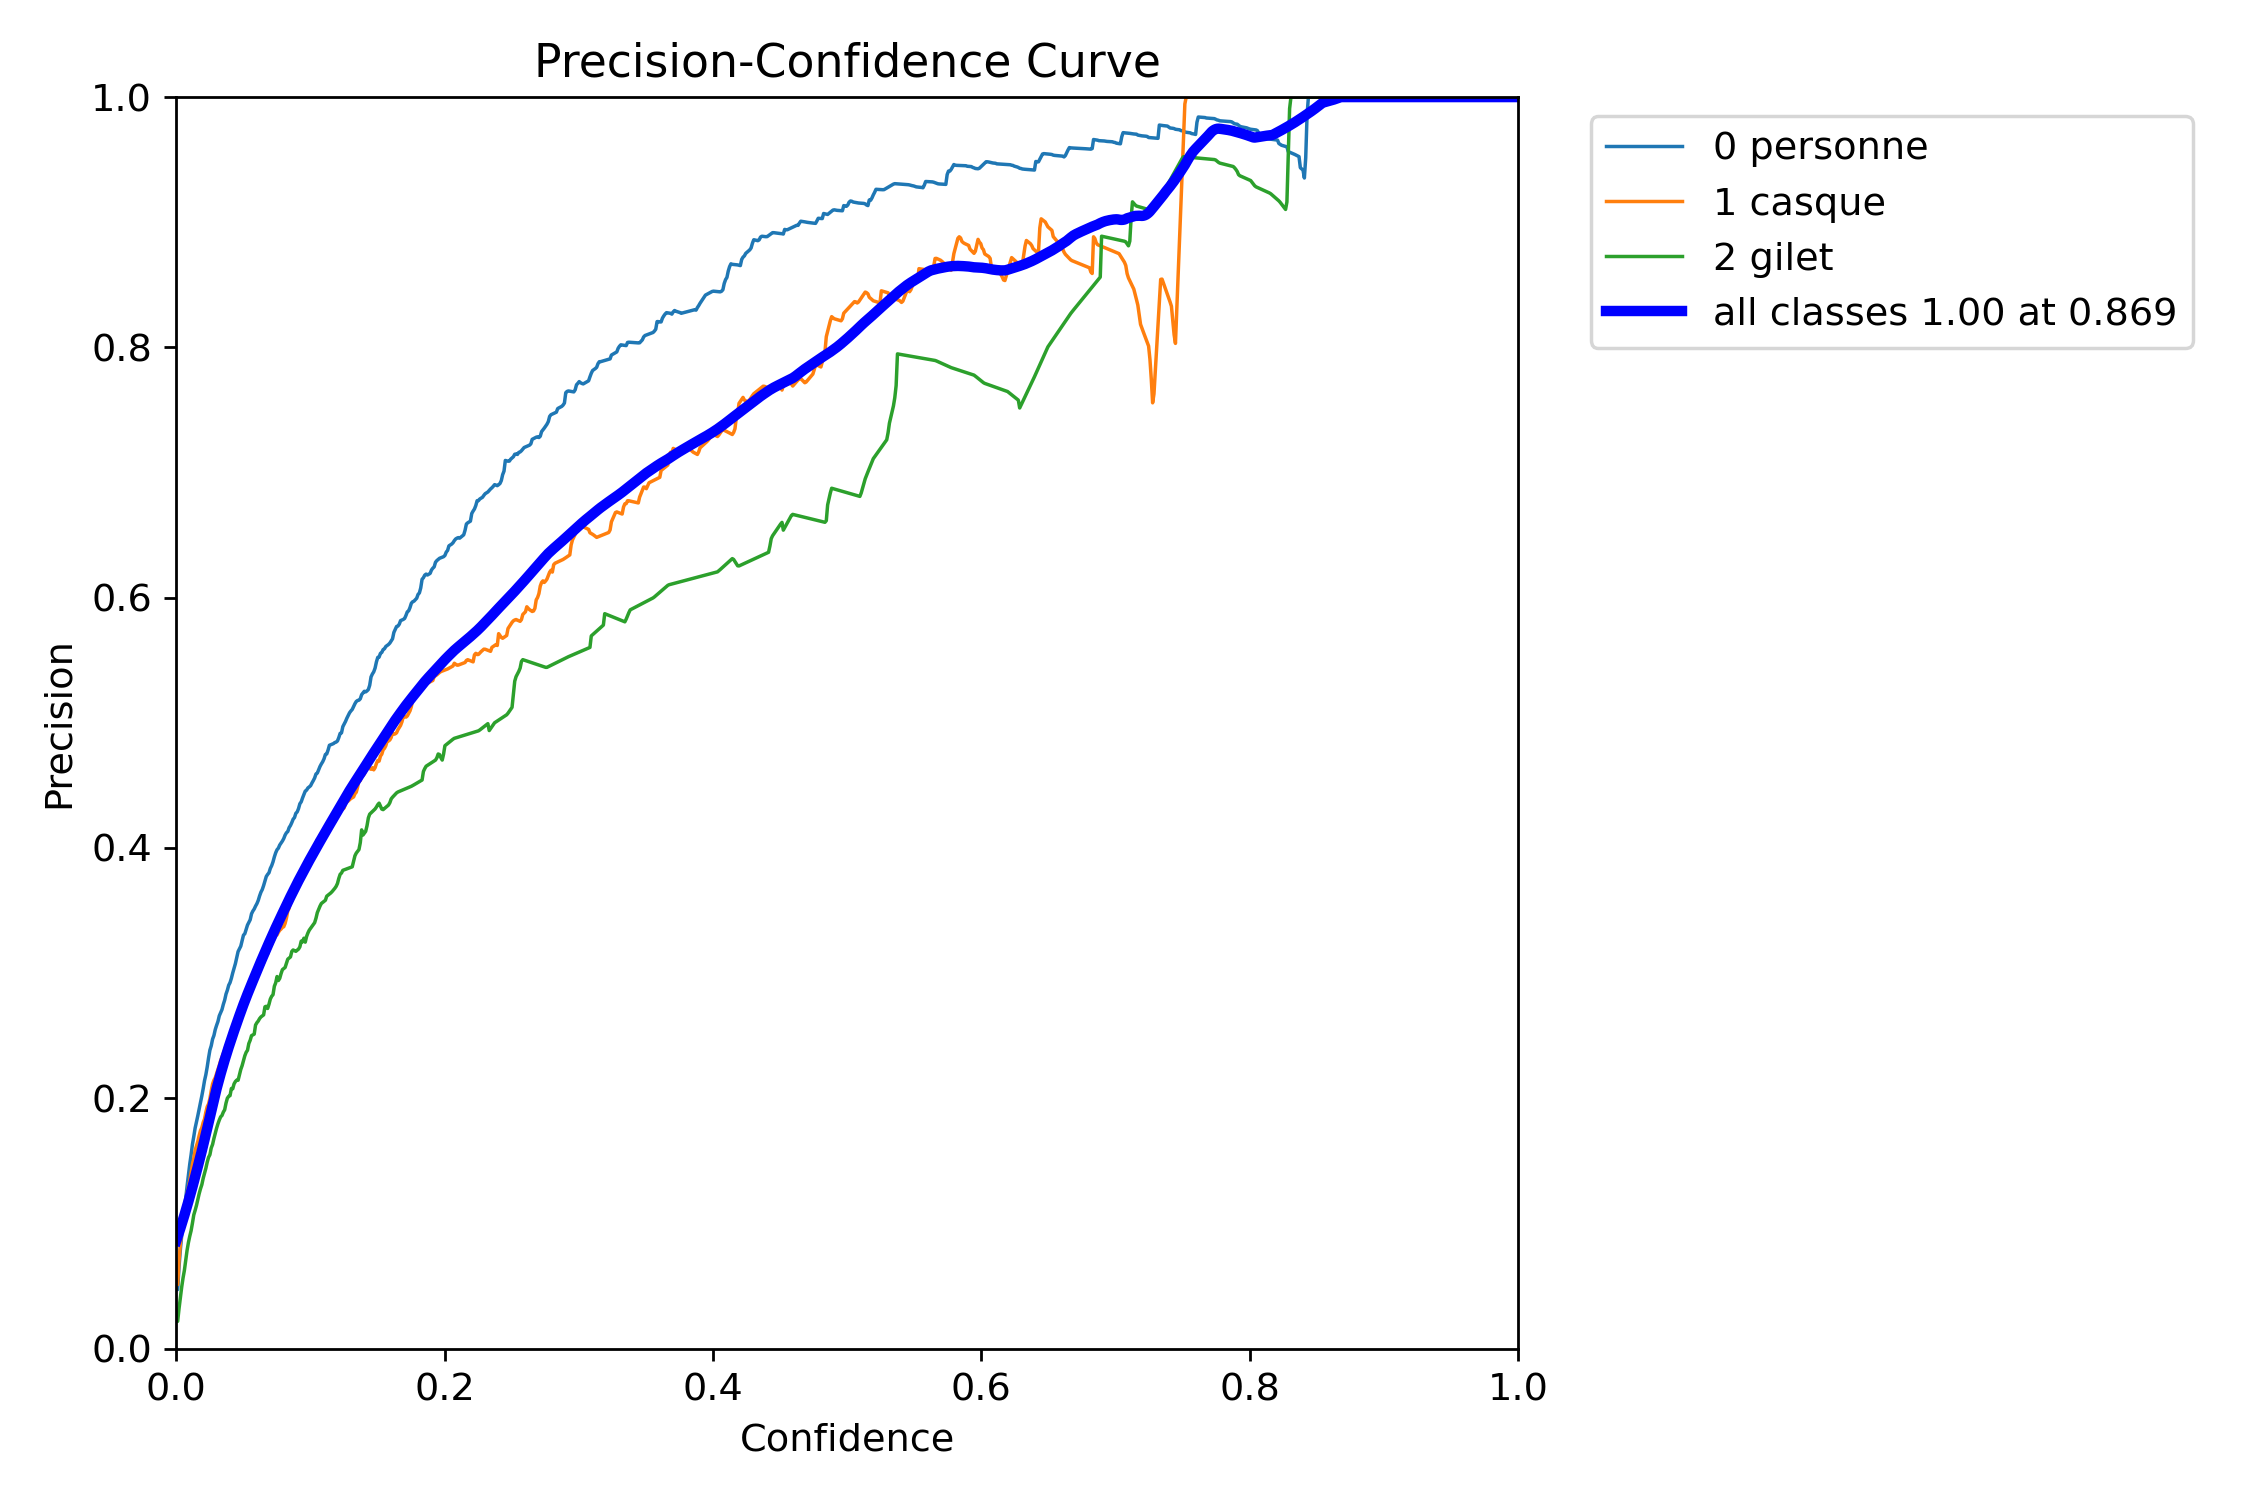 Precision-Confidence Curve
1.0
0.8
0.6
0.4
0.2
0.0
Precision
0.0 0.2 0.4 0.6 0.8 1.0
Confidence
0 personne
1 casque
2 gilet
all classes 1.00 at 0.869